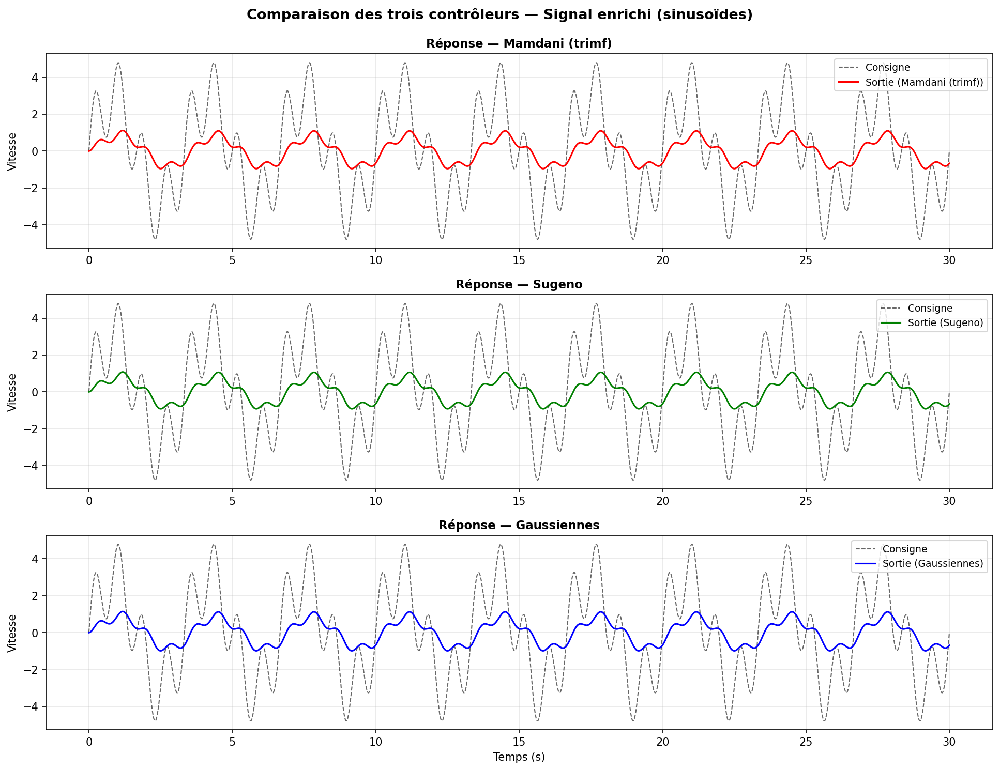 Comparaison des trois contrôleurs — Signal enrichi (sinusoïdes)
Réponse — Mamdani (trimf)
Consigne
Sortie (Mamdani (trimf))
Vitesse
4
2
0
−2
−4
0 5 10 15 20 25 30
Réponse — Sugeno
Consigne
Sortie (Sugeno)
Vitesse
4
2
0
−2
−4
0 5 10 15 20 25 30
Réponse — Gaussiennes
Consigne
Sortie (Gaussiennes)
Vitesse
4
2
0
−2
−4
0 5 10 15 20 25 30
Temps (s)